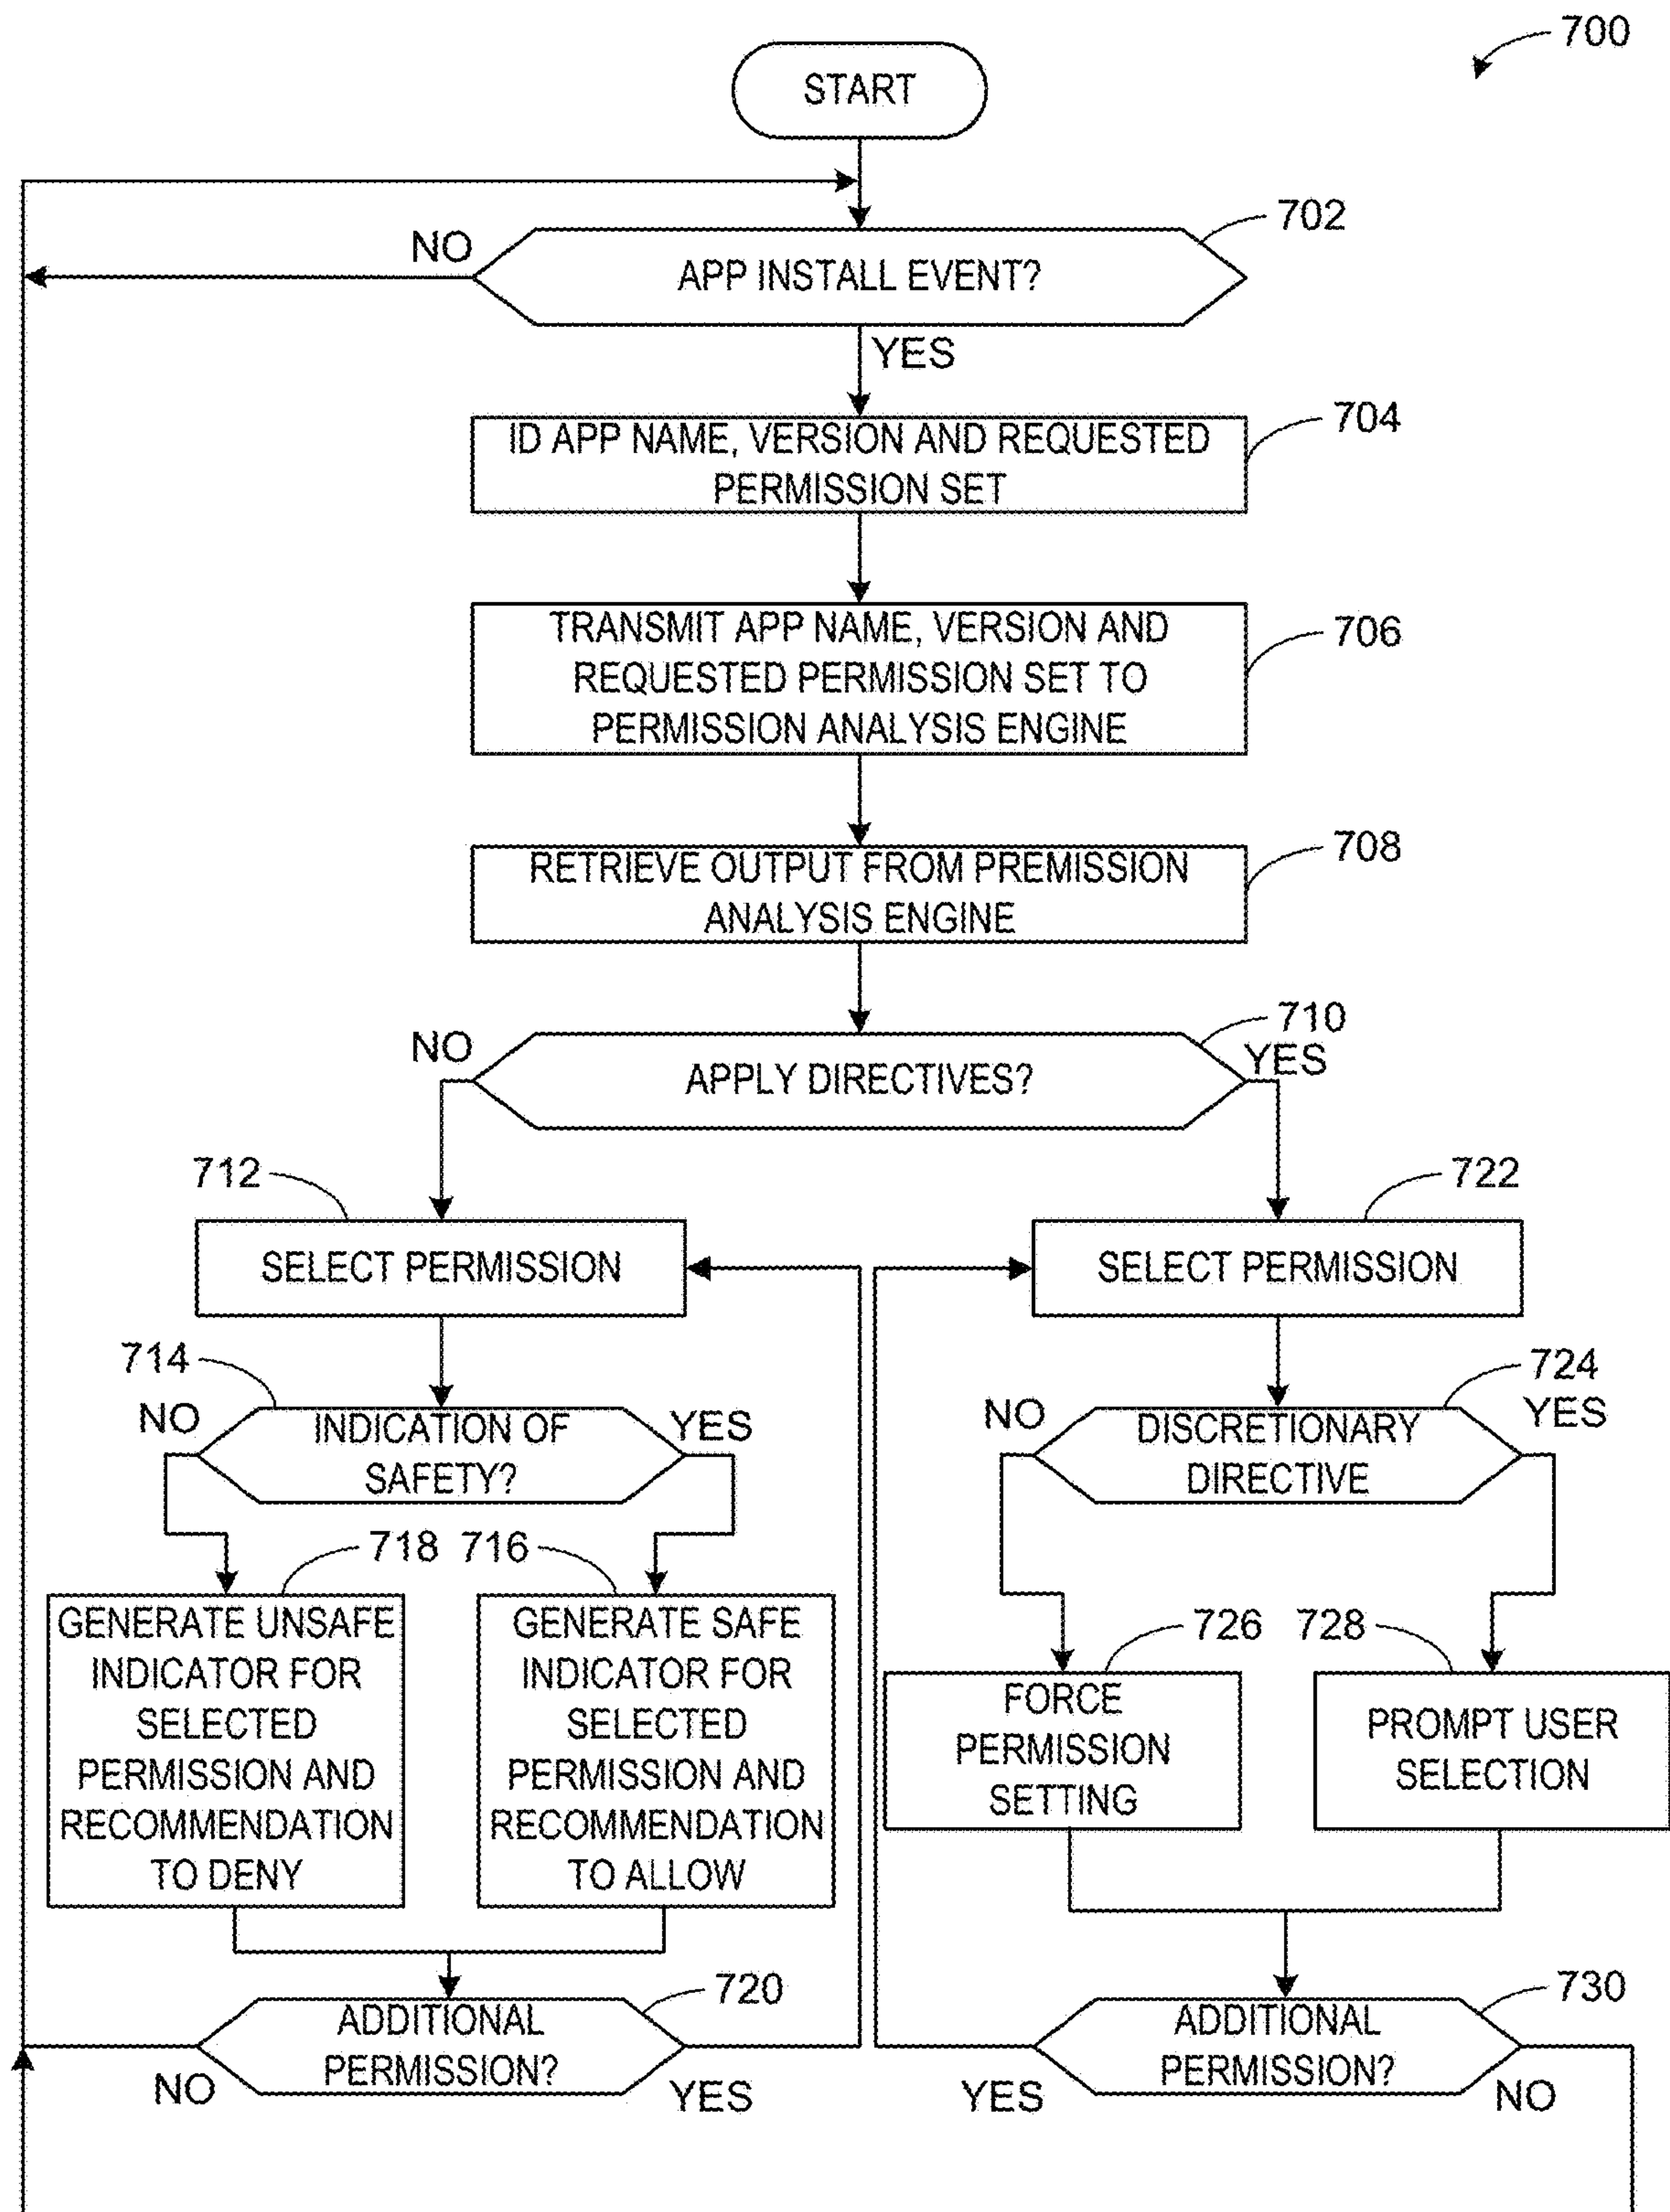 700
START
702
NO
APP INSTALL EVENT?
YES
704
ID APP NAME, VERSION AND REQUESTED
PERMISSION SET
706
TRANSMIT APP NAME, VERSION AND
REQUESTED PERMISSION SET TO
PERMISSION ANALYSIS ENGINE
708
RETRIEVE OUTPUT FROM PREMISSION
ANALYSIS ENGINE
710
NO
YES
APPLY DIRECTIVES?
712
722
SELECT PERMISSION
SELECT PERMISSION
714
NO
YES
INDICATION OF
SAFETY?
724
NO
YES
DISCRETIONARY
DIRECTIVE
718
716
GENERATE UNSAFE
INDICATOR FOR
SELECTED
PERMISSION AND
RECOMMENDATION
TO DENY
GENERATE SAFE
INDICATOR FOR
SELECTED
PERMISSION AND
RECOMMENDATION
TO ALLOW
726
728
FORCE
PERMISSION
SETTING
PROMPT USER
SELECTION
720
ADDITIONAL
PERMISSION?
NO
YES
730
ADDITIONAL
PERMISSION?
YES
NO